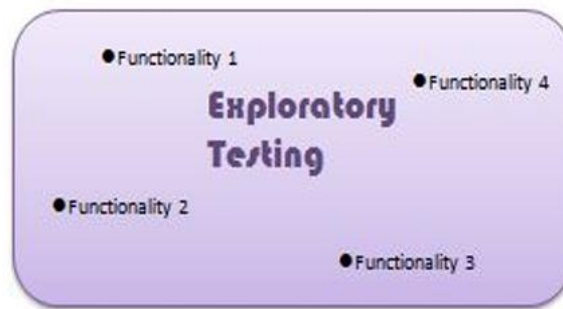 Functionality 1
Functionality 4
Exploratory
Testing
Functionality 2
Functionality 3